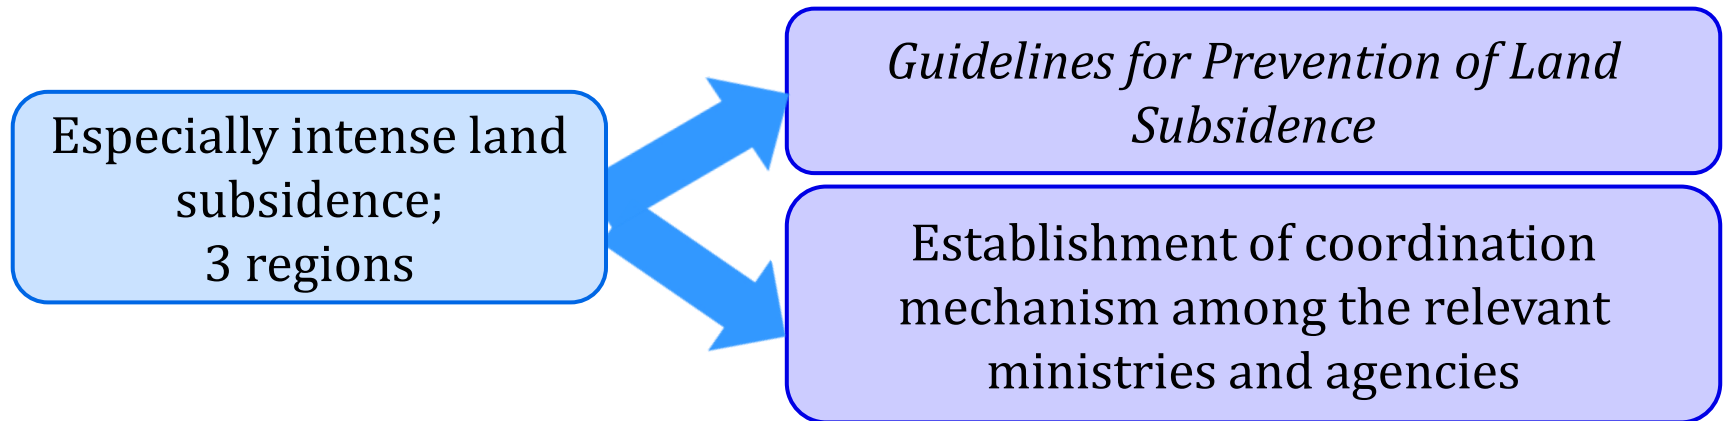 Especially intense land
subsidence;
3 regions
Guidelines for Prevention of Land
Subsidence
Establishment of coordination
mechanism among the relevant
ministries and agencies